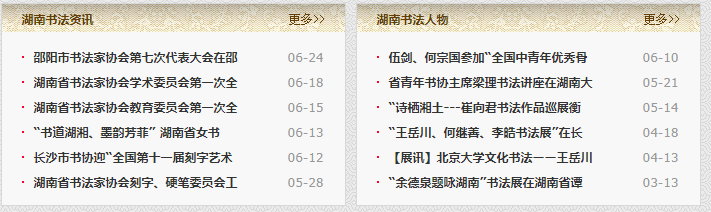 湖南书法资讯 更多>>
邵阳市书法家协会第七次代表大会在邵 06-24
湖南省书法家协会学术委员会第一次全 06-18
湖南省书法家协会教育委员会第一次全 06-15
“书道湖湘、墨韵芳菲” 湖南省女书 06-13
长沙市书协迎“全国第十一届刻字艺术 06-12
湖南省书法家协会刻字、硬笔委员会工 05-28
湖南书法人物 更多>>
伍剑、何宗国参加“全国中青年优秀骨 06-10
省青年书协主席梁理书法讲座在湖南大 05-21
“诗栖湘土---崔向君书法作品巡展衡 05-14
“王岳川、何继善、李皓书法展”在长 04-18
【展讯】北京大学文化书法——王岳川 04-13
“余德泉题咏湖南”书法展在湖南省谭 03-13